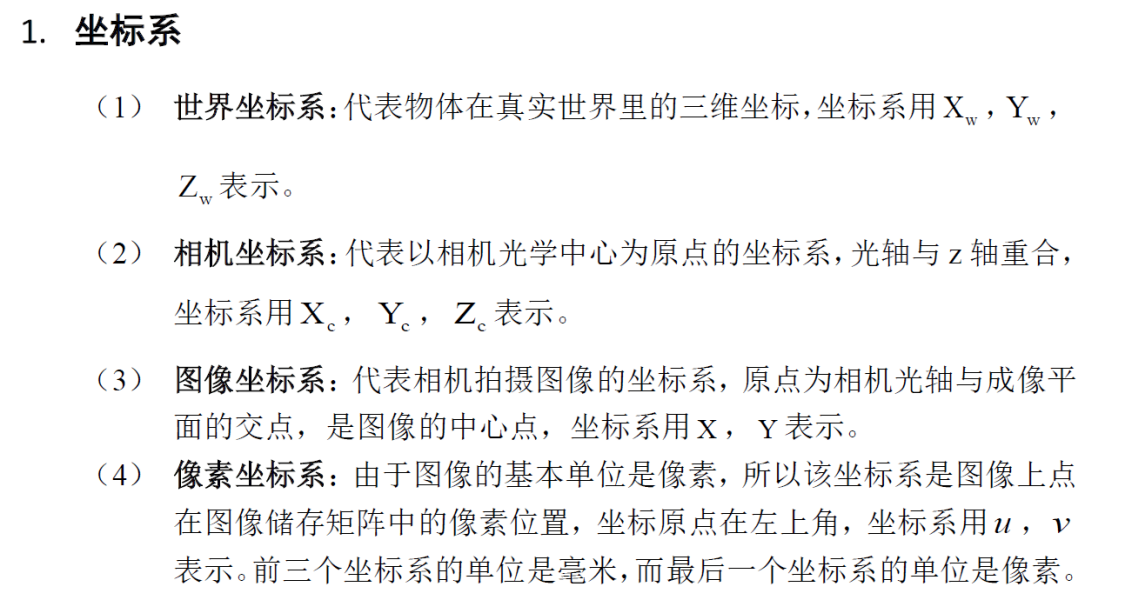 1. 坐标系
（1） 世界坐标系:代表物体在真实世界里的三维坐标,坐标系用 X_w，Y_w，
Z_w 表示。
（2） 相机坐标系:代表以相机光学中心为原点的坐标系,光轴与 z 轴重合,
坐标系用 X_c， Y_c， Z_c 表示。
（3） 图像坐标系: 代表相机拍摄图像的坐标系, 原点为相机光轴与成像平
面的交点, 是图像的中心点, 坐标系用 X， Y 表示。
（4） 像素坐标系: 由于图像的基本单位是像素, 所以该坐标系是图像上点
在图像储存矩阵中的像素位置, 坐标原点在左上角, 坐标系用 u， v
表示。前三个坐标系的单位是毫米,而最后一个坐标系的单位是像素。